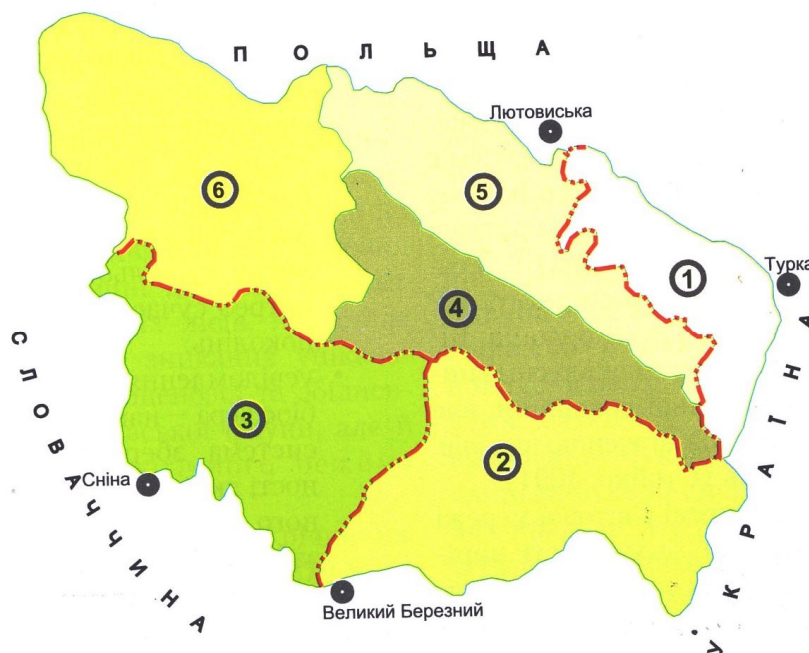 ПОЛЬЩА
Лютовиська
6
5
1
Турка
4
СЛОВАЧЧИНА
3
2
Сніна
УКРАЇНА
Великий Березний